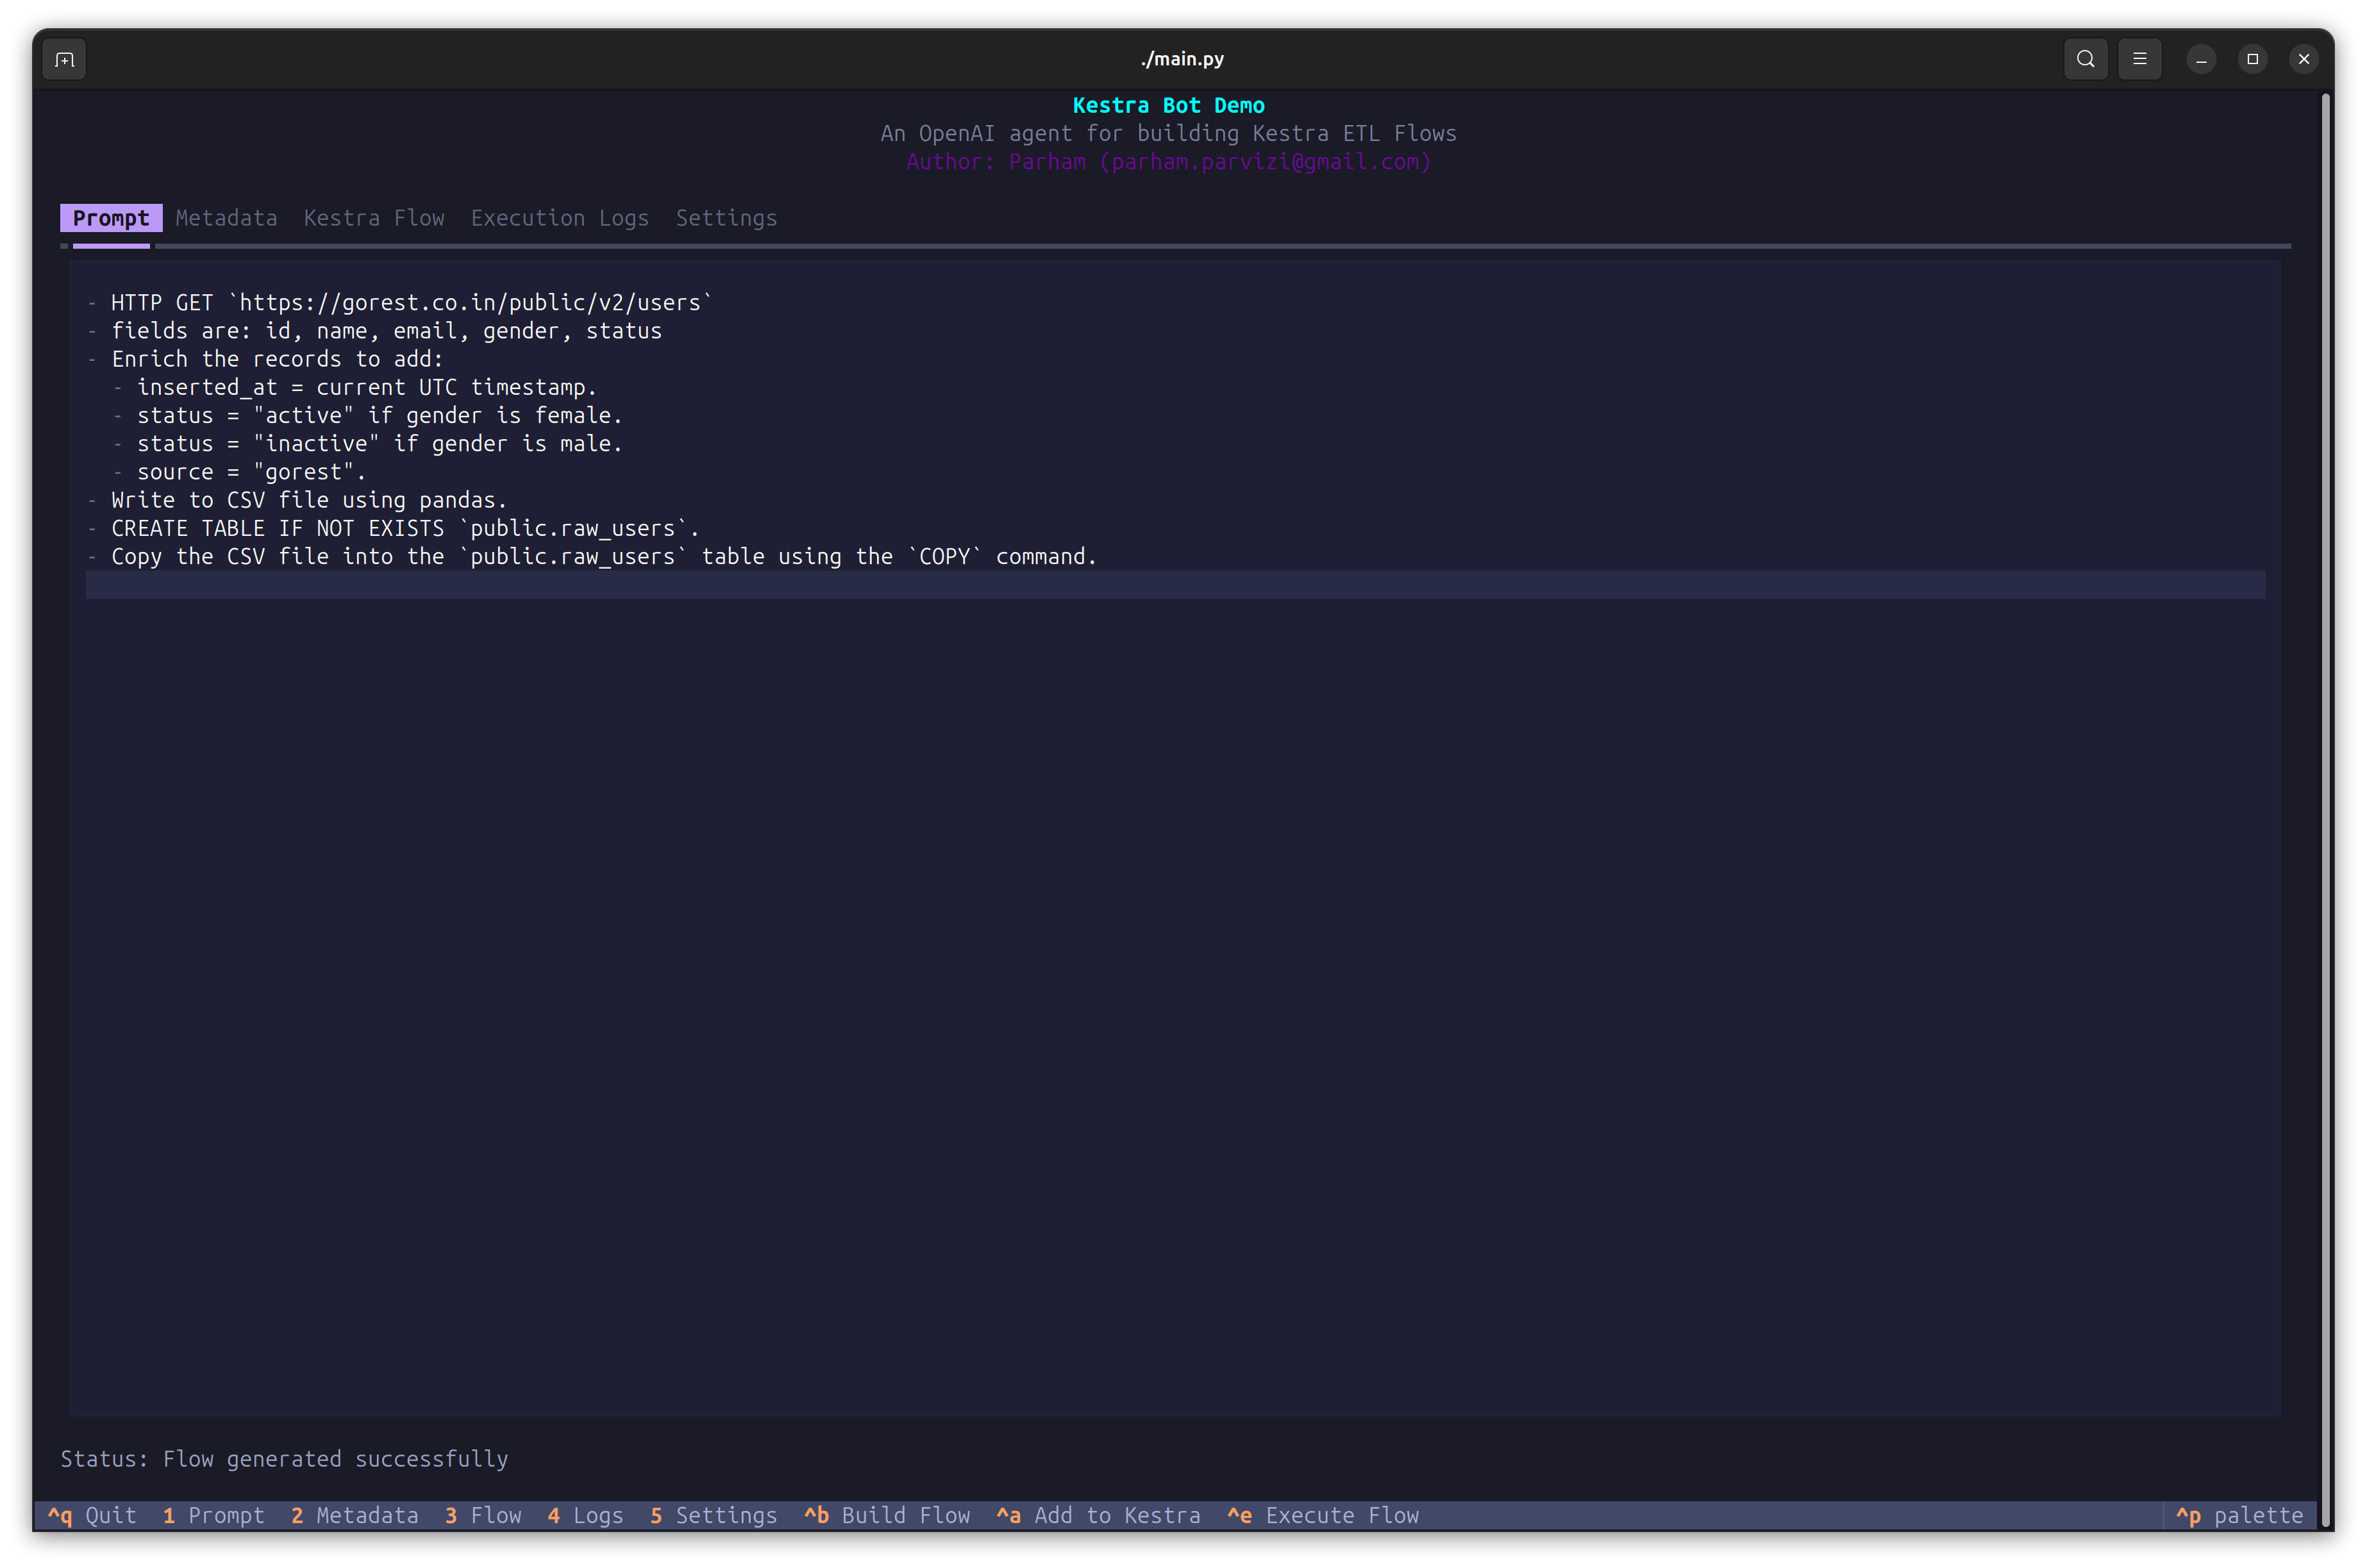 ./main.py
Kestra Bot Demo
An OpenAI agent for building Kestra ETL Flows
Author: Parham (parham.parvizi@gmail.com)
Prompt Metadata Kestra Flow Execution Logs Settings
- HTTP GET `https://gorest.co.in/public/v2/users`
- fields are: id, name, email, gender, status
- Enrich the records to add:
  - inserted_at = current UTC timestamp.
  - status = "active" if gender is female.
  - status = "inactive" if gender is male.
  - source = "gorest".
- Write to CSV file using pandas.
- CREATE TABLE IF NOT EXISTS `public.raw_users`.
- Copy the CSV file into the `public.raw_users` table using the `COPY` command.
Status: Flow generated successfully
^q Quit 1 Prompt 2 Metadata 3 Flow 4 Logs 5 Settings ^b Build Flow ^a Add to Kestra ^e Execute Flow ^p palette